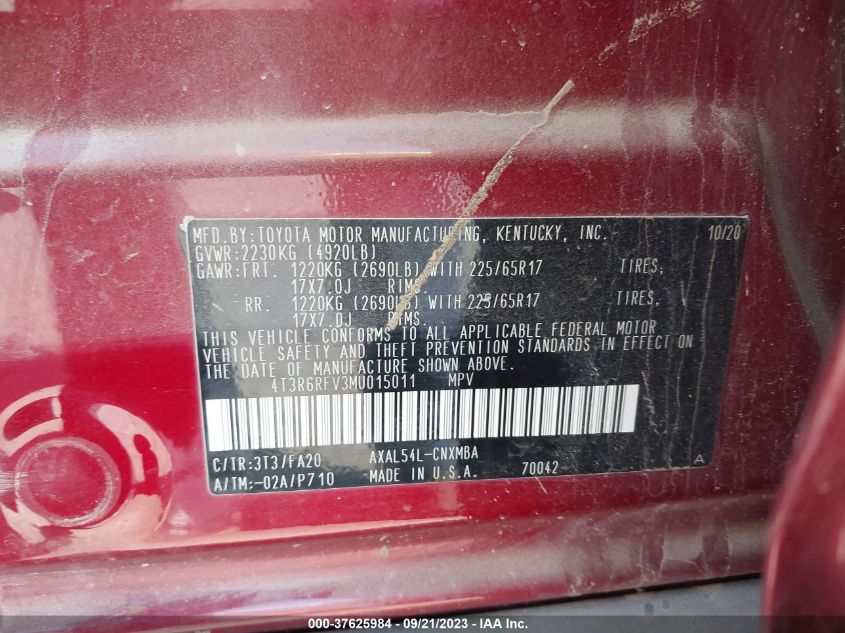 MFD.BY:TOYOTA MOTOR MANUFACTURING, KENTUCKY, INC. 10/20
GVWR:2230KG (4920LB)
GAWR:FRT. 1220KG (2690LB) WITH 225/65R17 TIRES,
17X7.0J RIMS.
RR. 1220KG (2690LB) WITH 225/65R17 TIRES,
17X7.0J RIMS.
THIS VEHICLE CONFORMS TO ALL APPLICABLE FEDERAL MOTOR
VEHICLE SAFETY AND THEFT PREVENTION STANDARDS IN EFFECT ON
THE DATE OF MANUFACTURE SHOWN ABOVE.
4T3R6RFV3MU015011 MPV
C/TR:3T3/FA20 AXAL54L-CNXMBA
A/TM:-02A/P710 MADE IN U.S.A. 70042 A
000-37625984 - 09/21/2023 - IAA Inc.